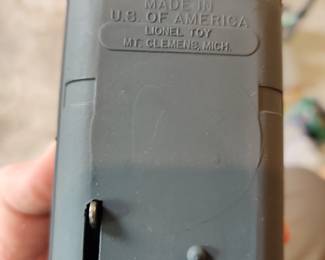 MADE IN
U.S. OF AMERICA
LIONEL TOY
MT. CLEMENS, MICH.